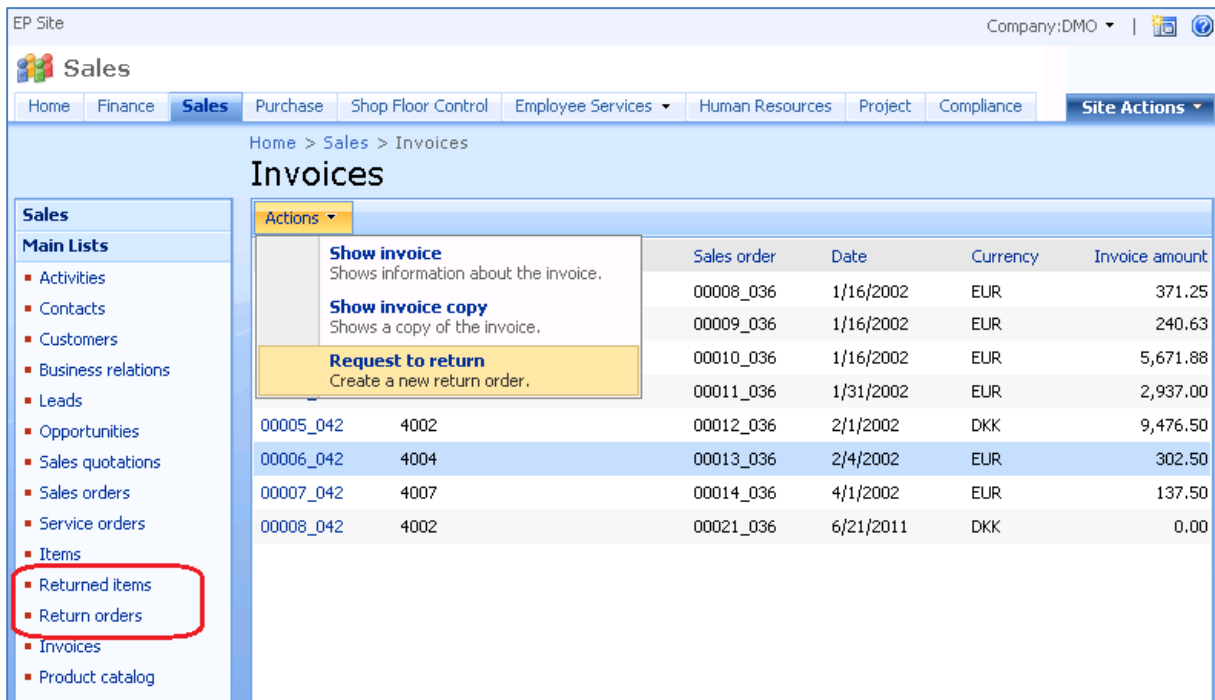 EP Site
Company:DMO |
Sales
Home Finance Sales Purchase Shop Floor Control Employee Services Human Resources Project Compliance Site Actions
Home > Sales > Invoices
Invoices
Sales
Main Lists
Activities
Contacts
Customers
Business relations
Leads
Opportunities
Sales quotations
Sales orders
Service orders
Items
Returned items
Return orders
Invoices
Product catalog
Actions
Show invoice
Shows information about the invoice.
Show invoice copy
Shows a copy of the invoice.
Request to return
Create a new return order.
Sales order Date Currency Invoice amount
00008_036 1/16/2002 EUR 371.25
00009_036 1/16/2002 EUR 240.63
00010_036 1/16/2002 EUR 5,671.88
00011_036 1/31/2002 EUR 2,937.00
00005_042 4002 00012_036 2/1/2002 DKK 9,476.50
00006_042 4004 00013_036 2/4/2002 EUR 302.50
00007_042 4007 00014_036 4/1/2002 EUR 137.50
00008_042 4002 00021_036 6/21/2011 DKK 0.00